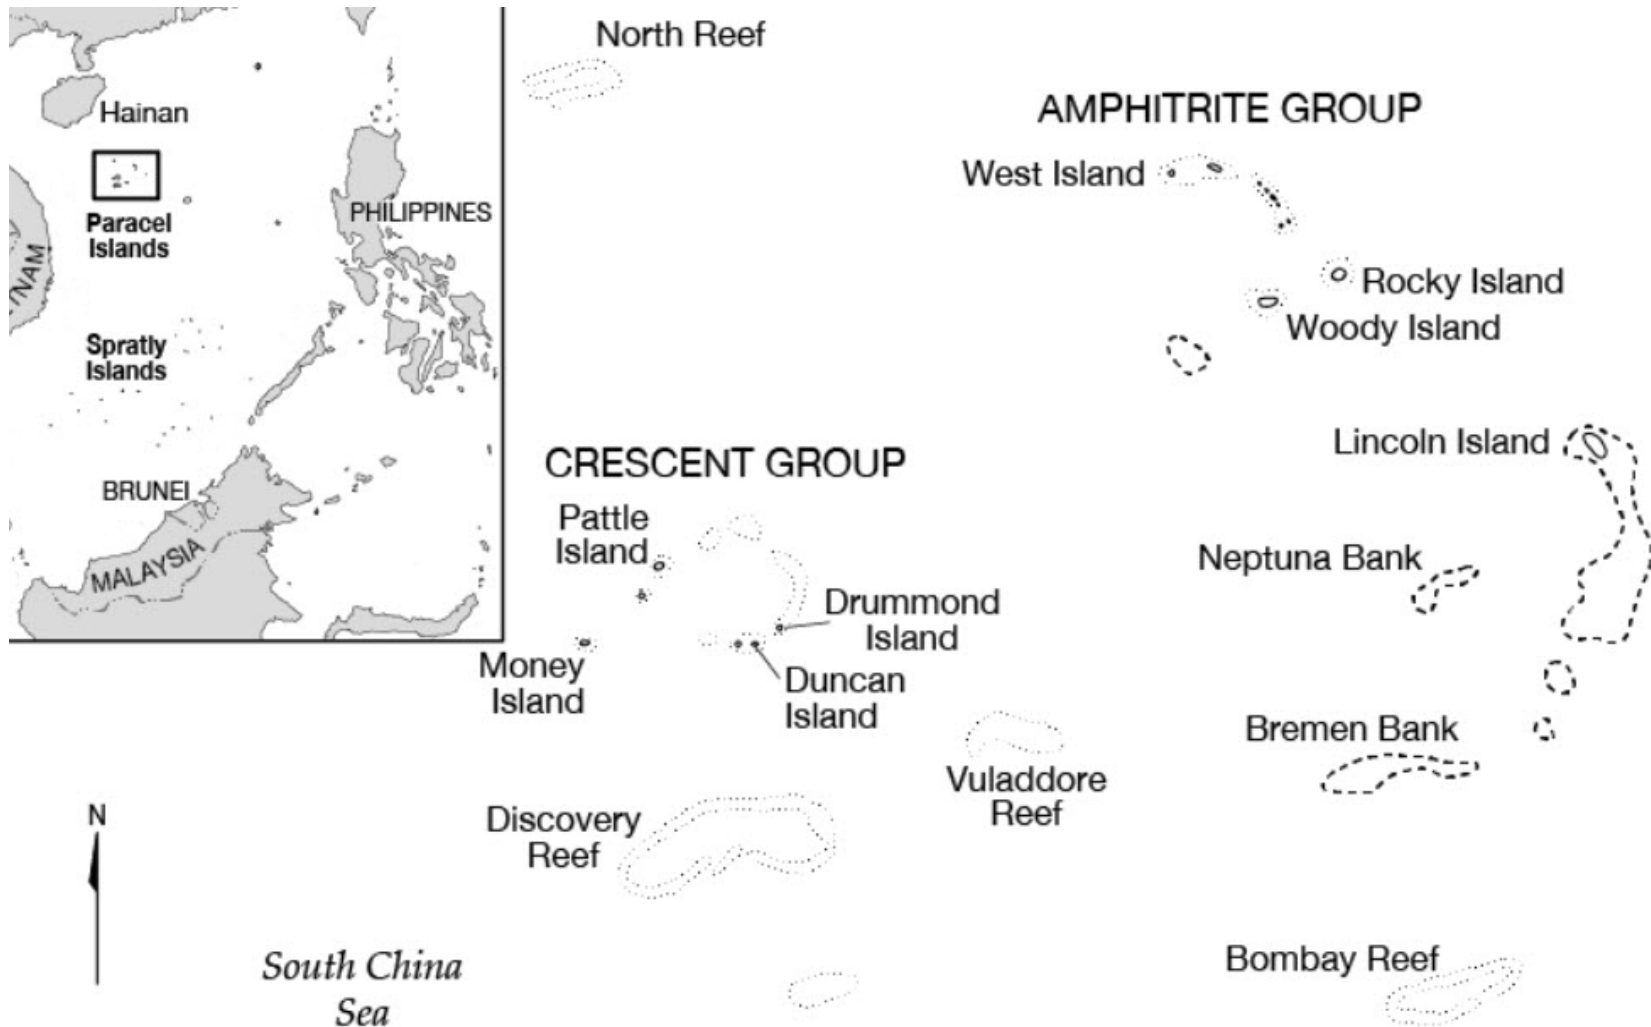 Hainan
Paracel
Islands
PHILIPPINES
Spratly
Islands
BRUNEI
MALAYSIA
North Reef
AMPHITRITE GROUP
West Island
Rocky Island
Woody Island
Lincoln Island
CRESCENT GROUP
Pattle
Island
Neptuna Bank
Drummond
Island
Money
Island
Duncan
Island
Bremen Bank
Vuladdore
Reef
Discovery
Reef
N
Bombay Reef
South China
Sea